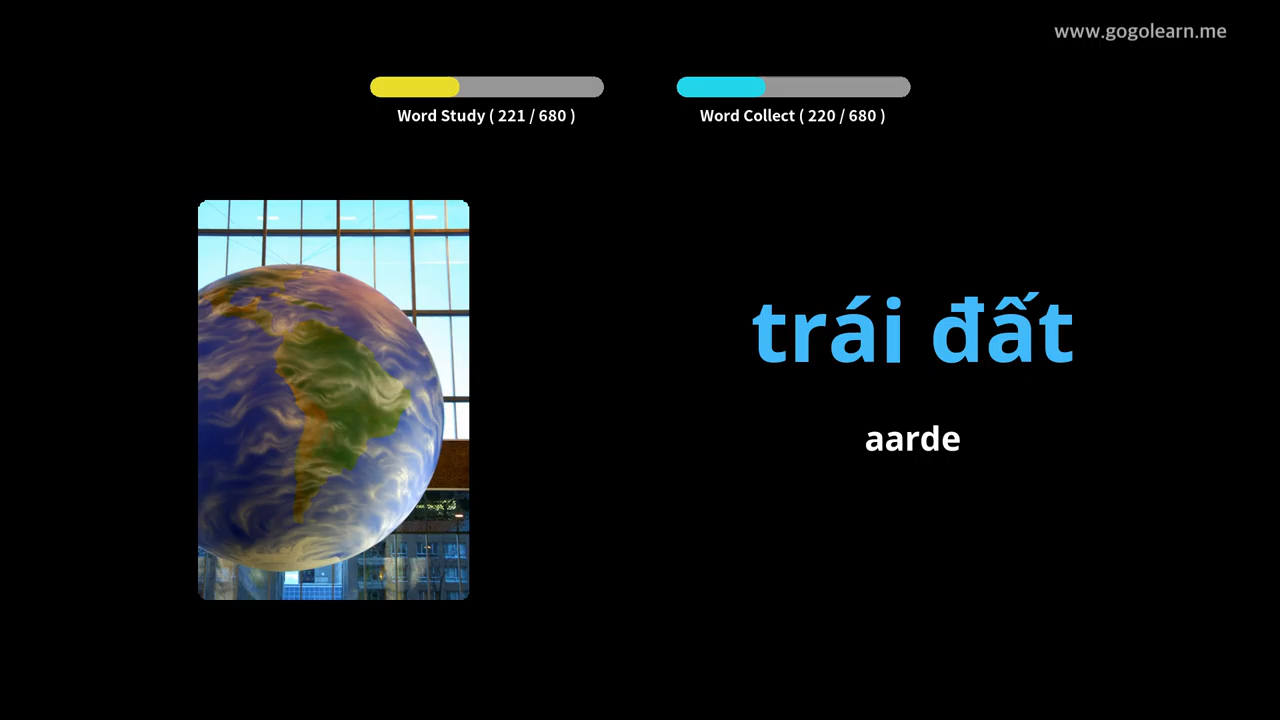 www.gogolearn.me
Word Study ( 221 / 680 )
Word Collect ( 220 / 680 )
trái đất
aarde